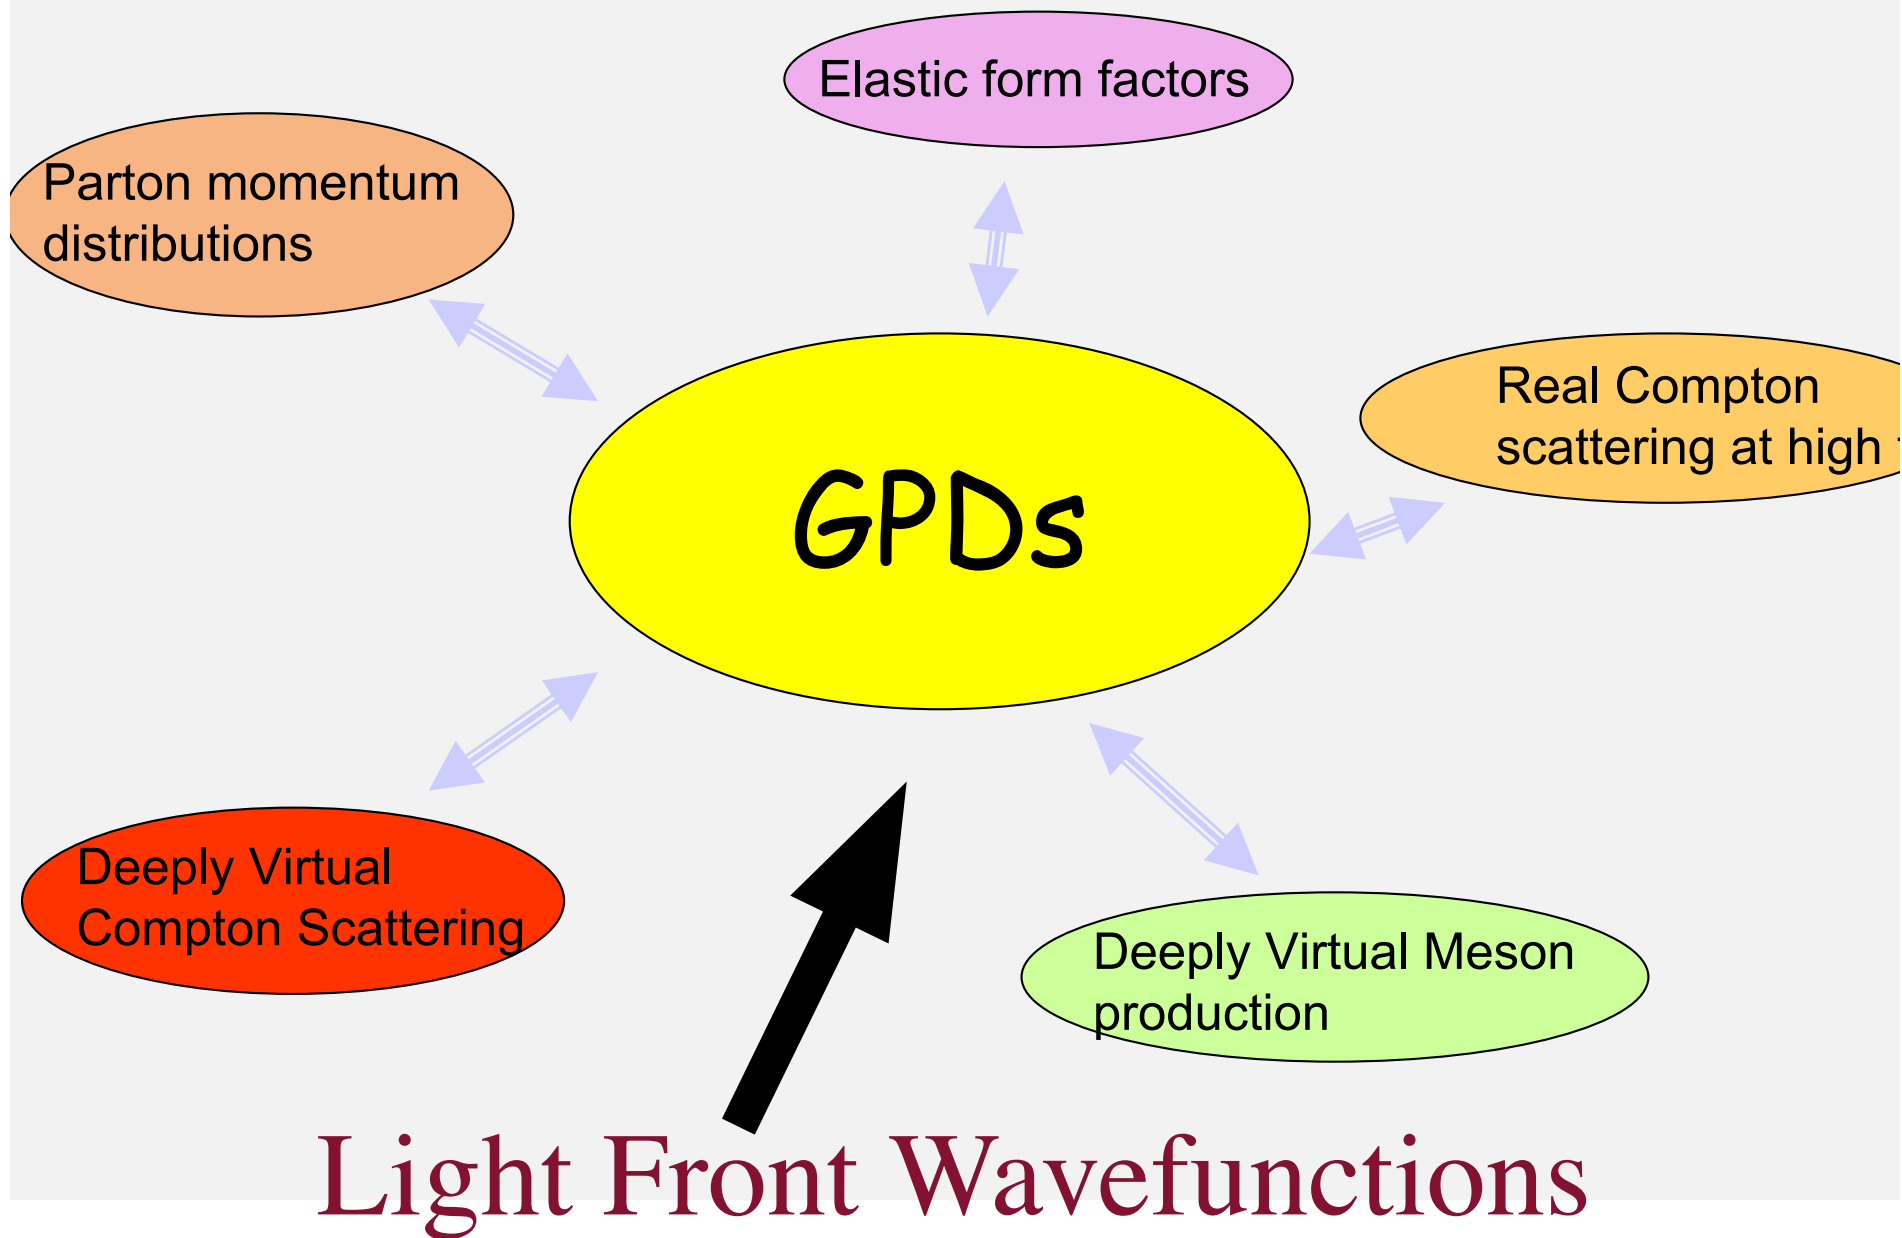 Elastic form factors
Parton momentum
distributions
Real Compton
scattering at high
GPDs
Deeply Virtual
Compton Scattering
Deeply Virtual Meson
production
Light Front Wavefunctions